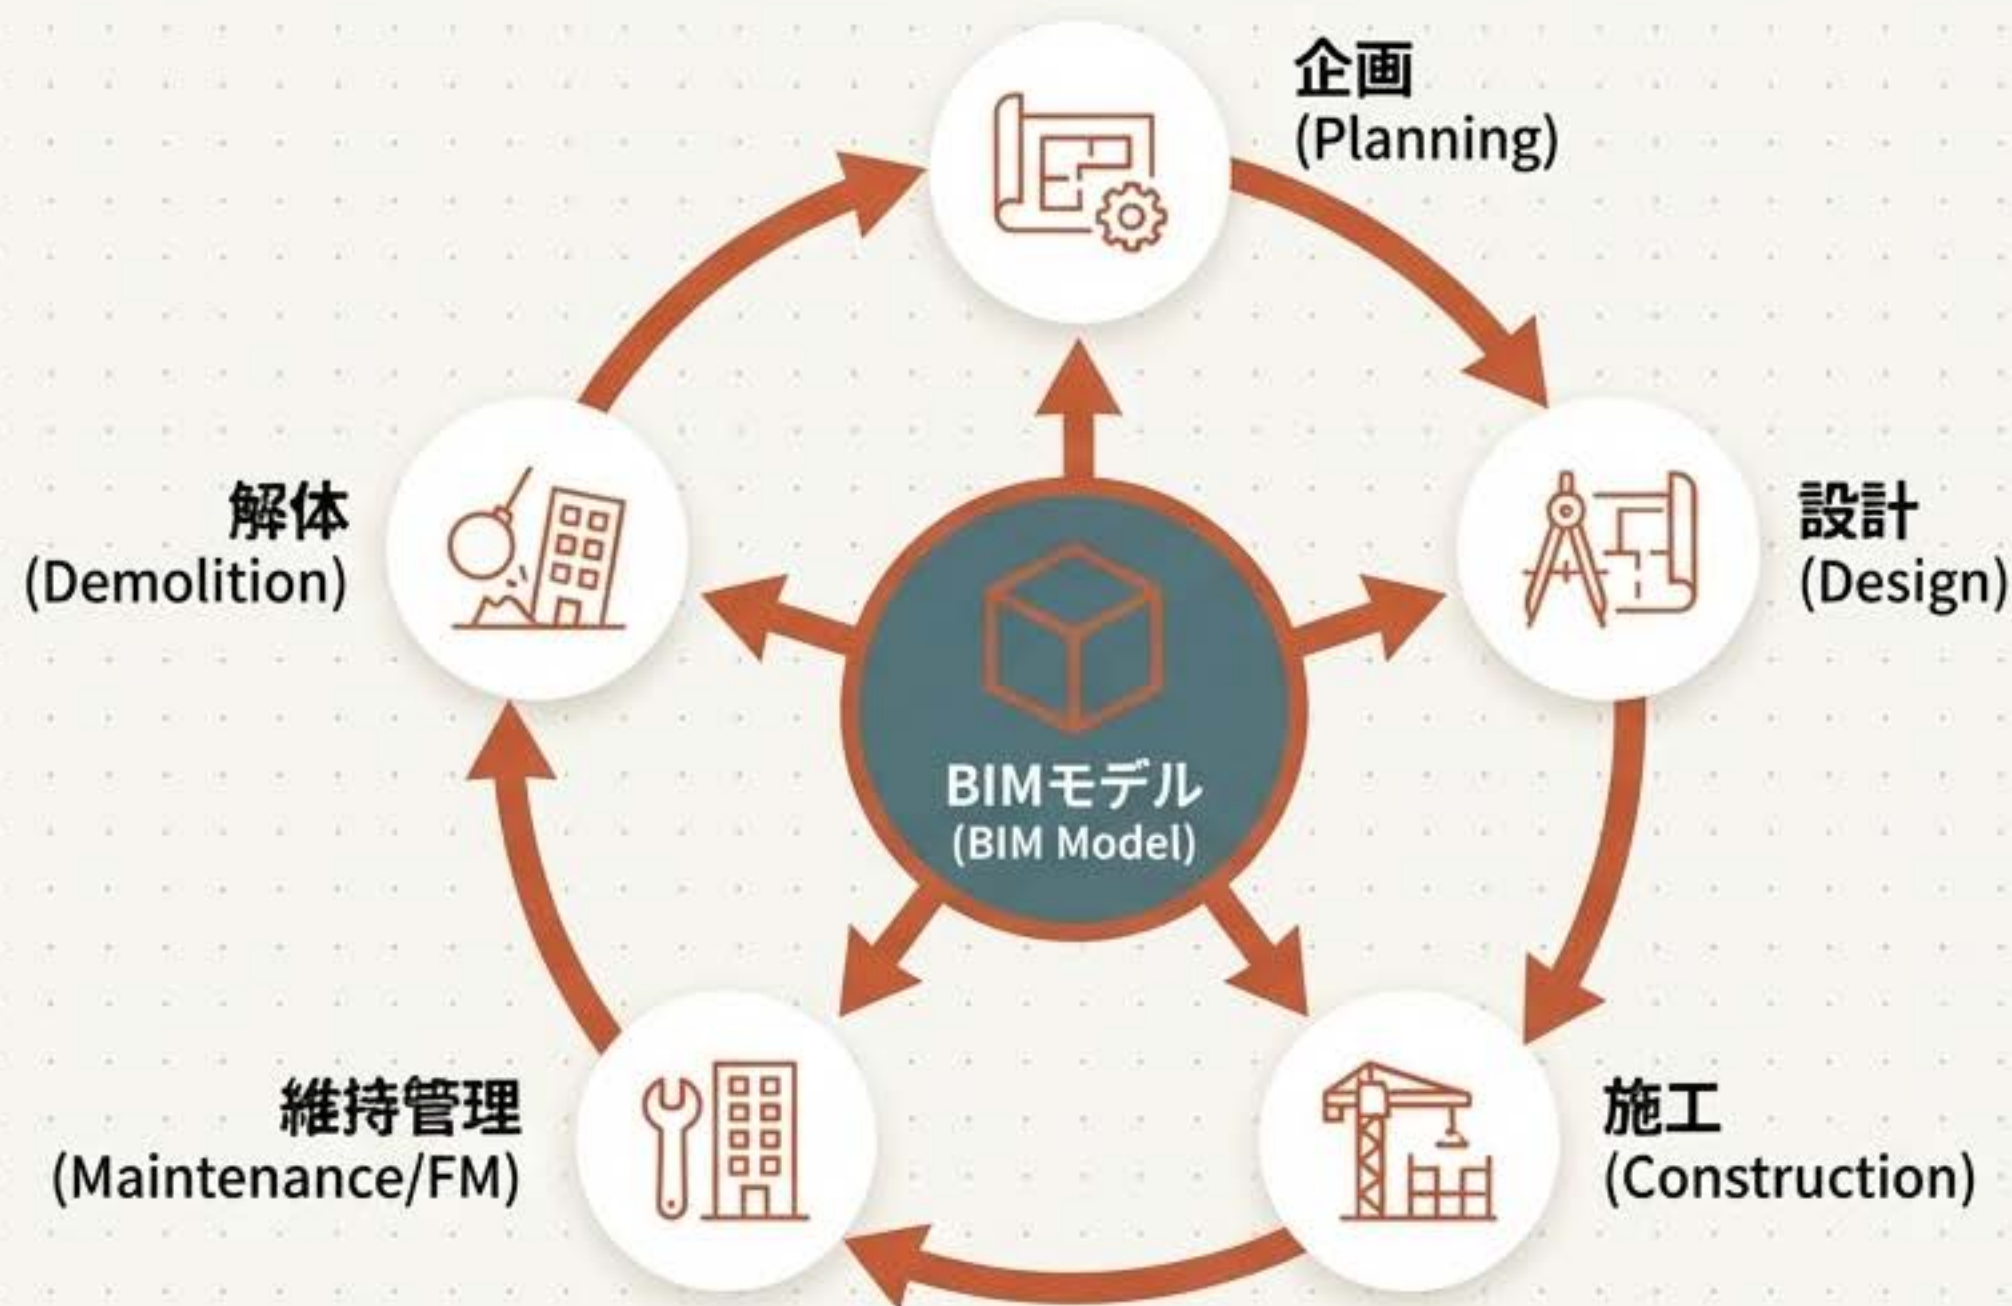 企画
(Planning)
設計
(Design)
施工
(Construction)
維持管理
(Maintenance/FM)
解体
(Demolition)
BIMモデル
(BIM Model)